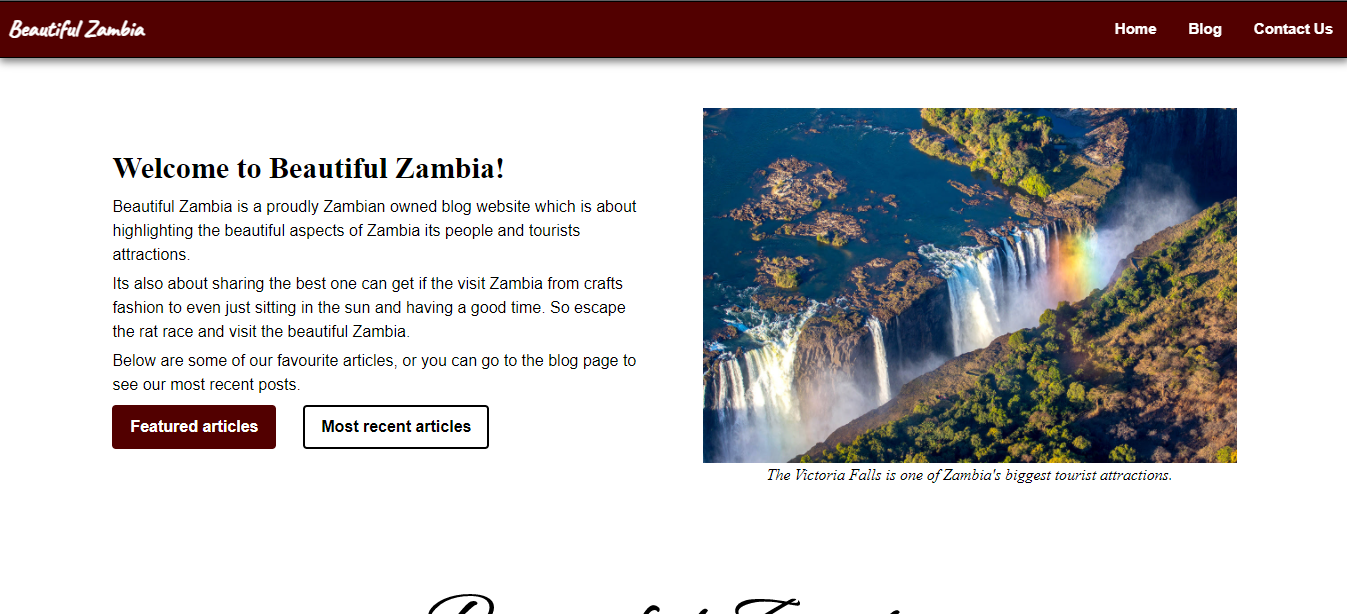 Beautiful Zambia
Home Blog Contact Us
Welcome to Beautiful Zambia!
Beautiful Zambia is a proudly Zambian owned blog website which is about
highlighting the beautiful aspects of Zambia its people and tourists
attractions.
Its also about sharing the best one can get if the visit Zambia from crafts
fashion to even just sitting in the sun and having a good time. So escape
the rat race and visit the beautiful Zambia.
Below are some of our favourite articles, or you can go to the blog page to
see our most recent posts.
Featured articles Most recent articles
The Victoria Falls is one of Zambia's biggest tourist attractions.